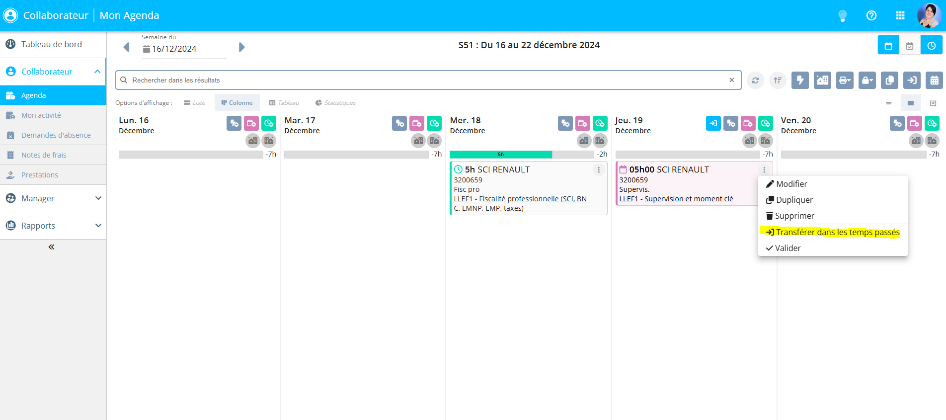 Collaborateur | Mon Agenda
Tableau de bord
Collaborateur
Agenda
Mon activité
Demandes d'absence
Notes de frais
Prestations
Manager
Rapports
Semaine du
16/12/2024
S51 : Du 16 au 22 décembre 2024
Rechercher dans les résultats
Options d'affichage :
Liste
Colonne
Tableau
Statistiques
Lun. 16
Décembre
-7h
Mar. 17
Décembre
-7h
Mer. 18
Décembre
5h
-2h
5h SCI RENAULT
3200659
Fisc pro
LLEF1 - Fiscalité professionnelle (SCI, BN
C, LMNP, LMP, taxes)
Jeu. 19
Décembre
-7h
05h00 SCI RENAULT
3200659
Supervis.
LLEF1 - Supervision et moment clé
Modifier
Dupliquer
Supprimer
Transférer dans les temps passés
Valider
Ven. 20
Décembre
-7h